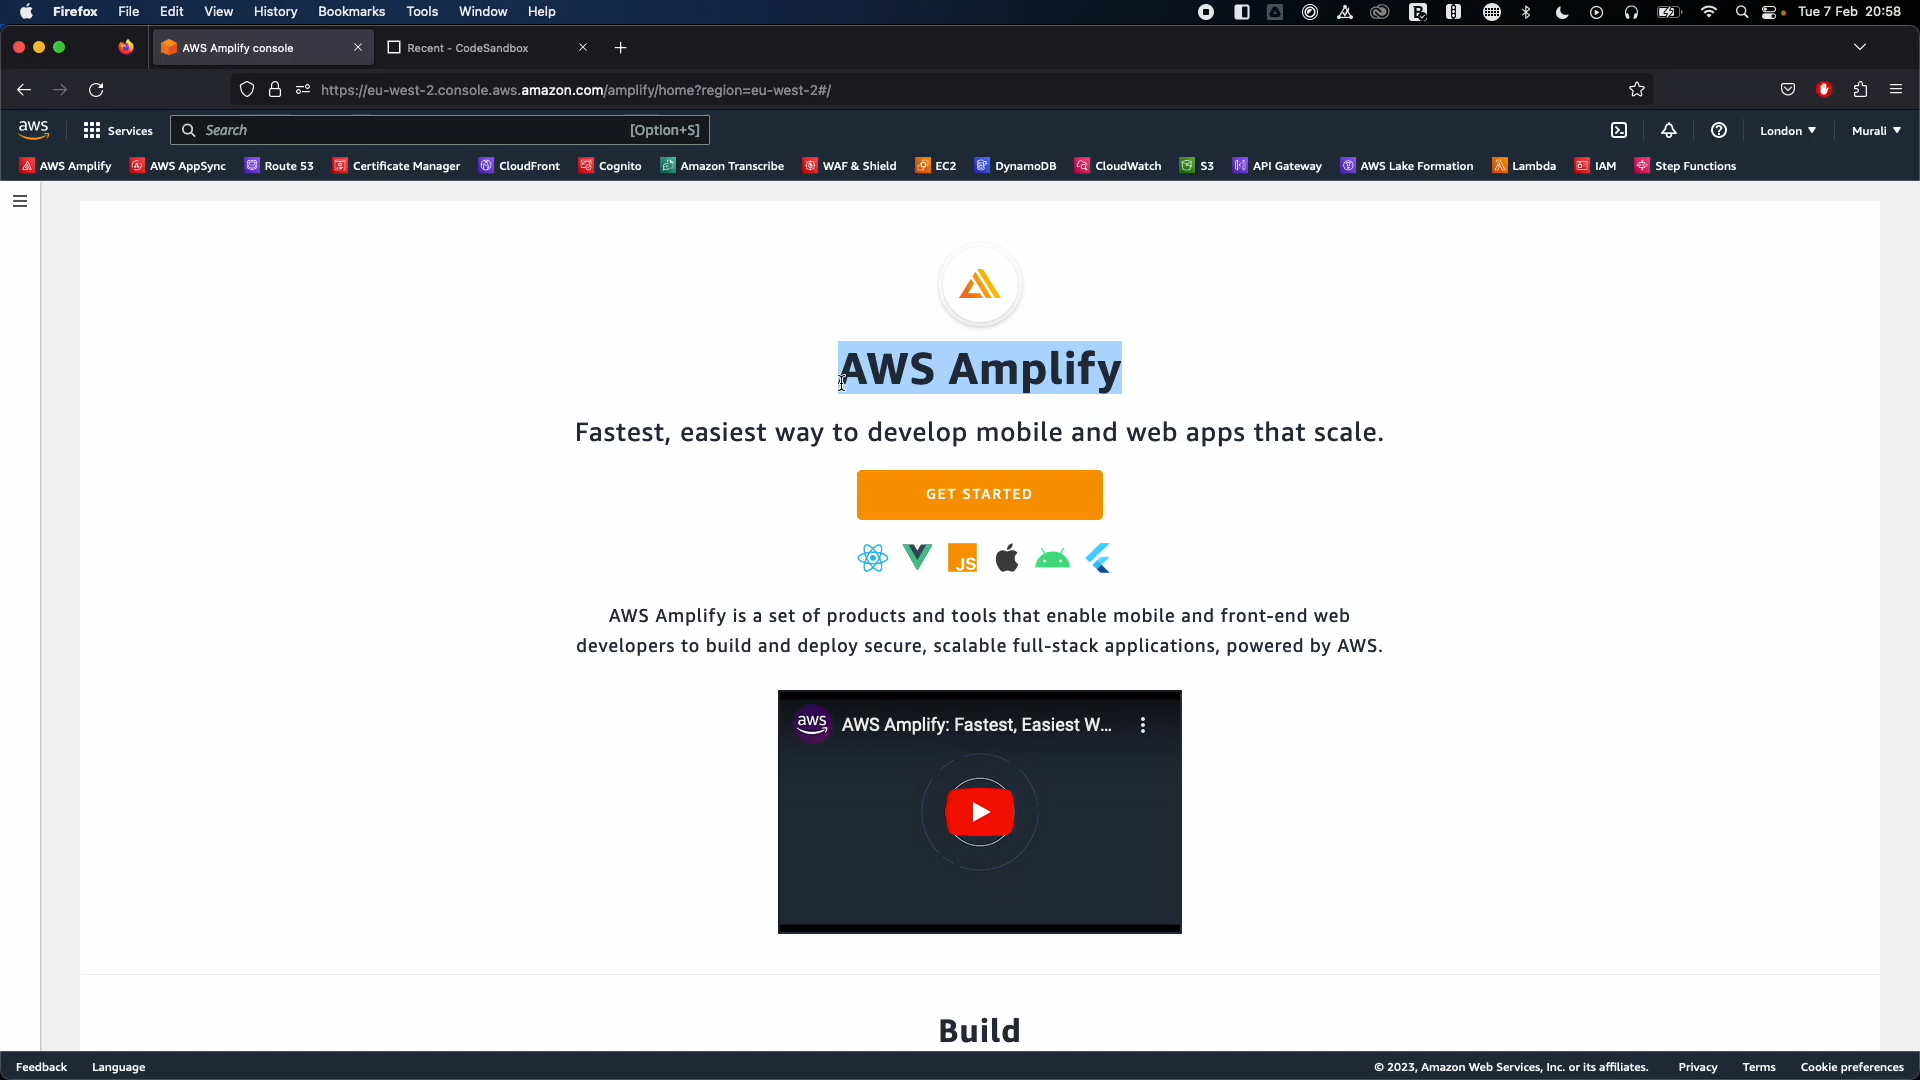 Firefox File Edit View History Bookmarks Tools Window Help Tue 7 Feb 20:58
AWS Amplify console Recent - CodeSandbox
https://eu-west-2.console.aws.amazon.com/amplify/home?region=eu-west-2#/
aws Services Search [Option+S] London Murali
AWS Amplify AWS AppSync Route 53 Certificate Manager CloudFront Cognito Amazon Transcribe WAF & Shield EC2 DynamoDB CloudWatch S3 API Gateway AWS Lake Formation Lambda IAM Step Functions
AWS Amplify
Fastest, easiest way to develop mobile and web apps that scale.
GET STARTED
JS
AWS Amplify is a set of products and tools that enable mobile and front-end web
developers to build and deploy secure, scalable full-stack applications, powered by AWS.
aws AWS Amplify: Fastest, Easiest W...
Build
Feedback Language © 2023, Amazon Web Services, Inc. or its affiliates. Privacy Terms Cookie preferences